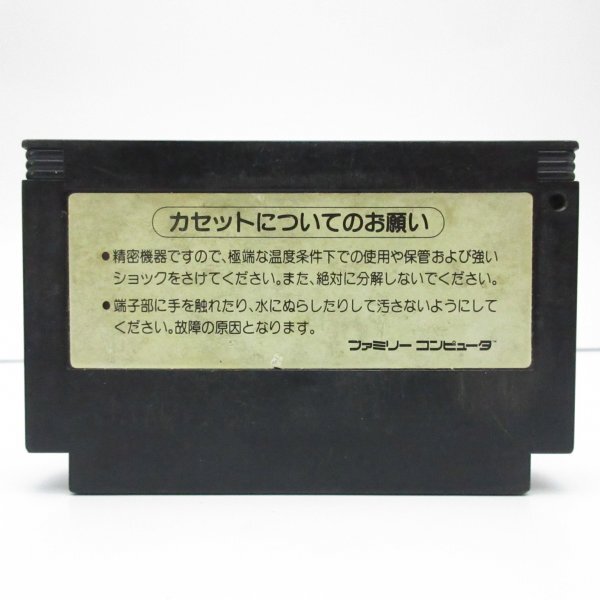 カセットについてのお願い
●精密機器ですので、極端な温度条件下での使用や保管および強い
ショックをさけてください。また、絶対に分解しないでください。
●端子部に手を触れたり、水にぬらしたりして汚さないようにして
ください。故障の原因となります。
ファミリー コンピュータ™